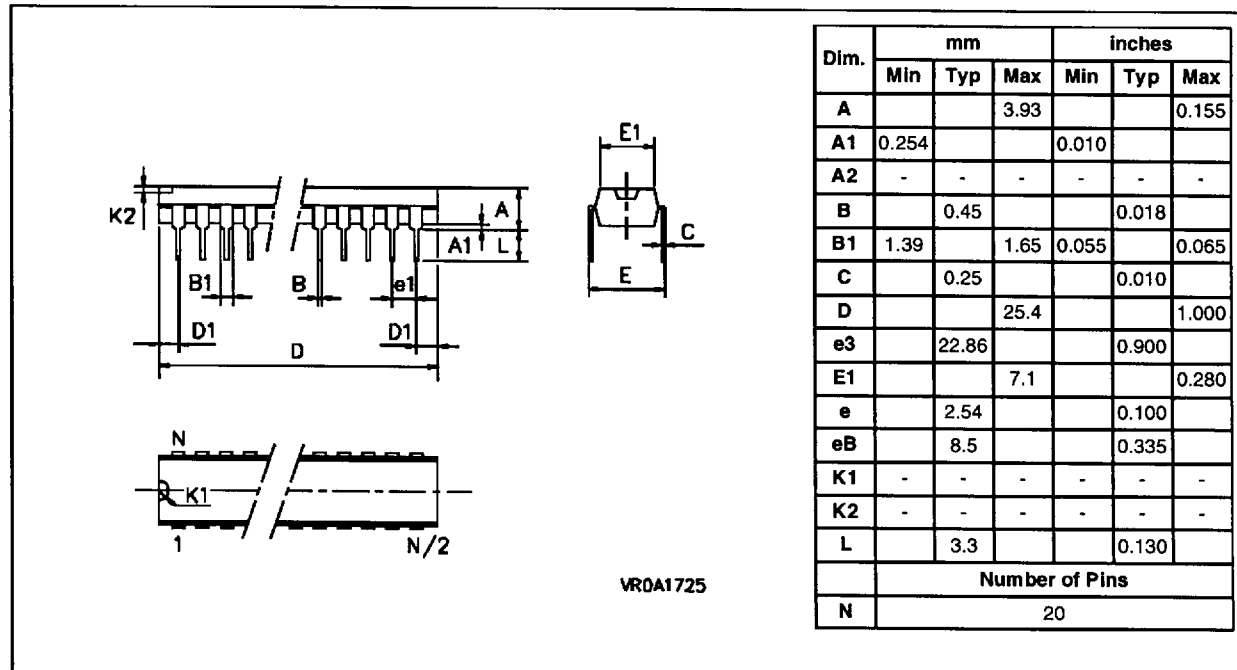 E1
K2
A
A1
L
C
B1
B
e1
E
D1
D1
D
N
K1
1
N/2
VR0A1725
Dim. mm inches
Min Typ Max Min Typ Max
A 3.93 0.155
A1 0.254 0.010
A2 - - - - - -
B 0.45 0.018
B1 1.39 1.65 0.055 0.065
C 0.25 0.010
D 25.4 1.000
e3 22.86 0.900
E1 7.1 0.280
e 2.54 0.100
eB 8.5 0.335
K1 - - - - - -
K2 - - - - - -
L 3.3 0.130
Number of Pins
N 20